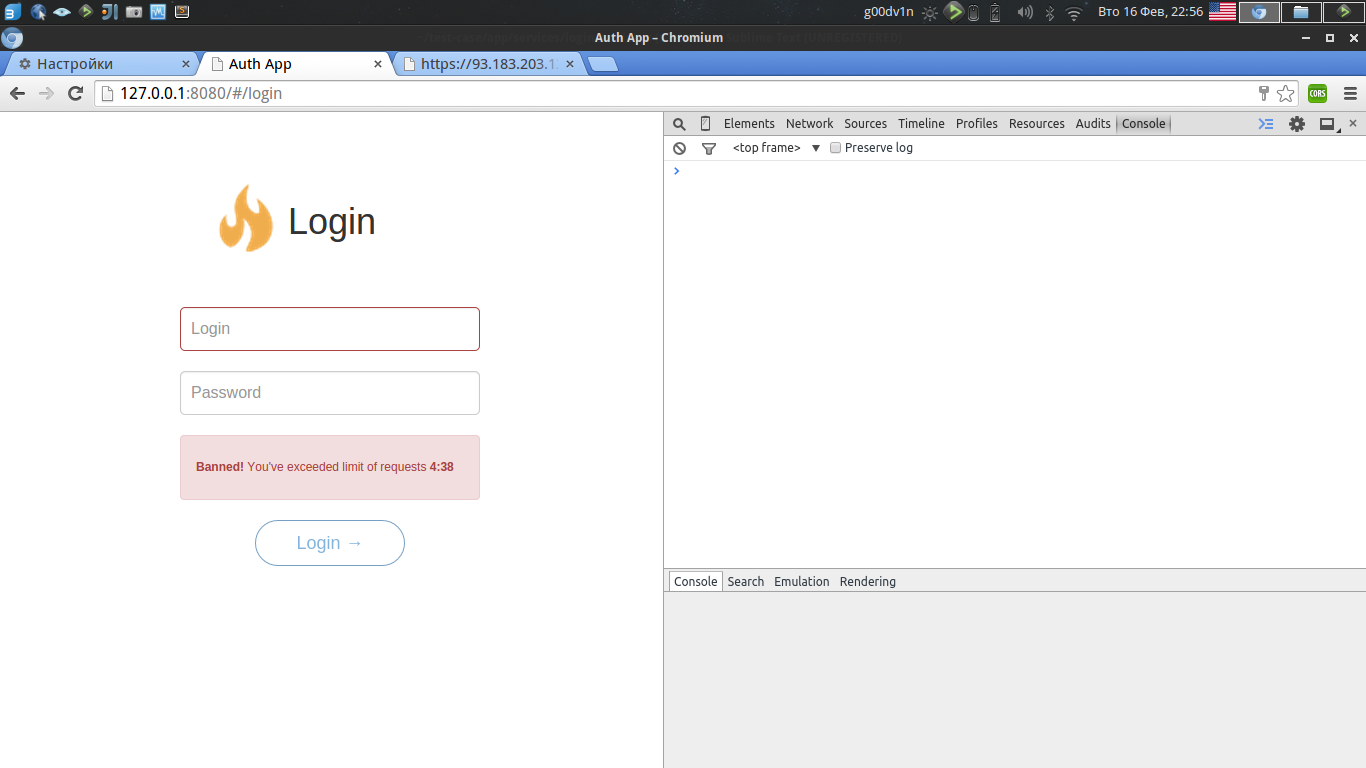 g00dv1n
Вто 16 Фев, 22:56
Auth App – Chromium
Настройки
Auth App
https://93.183.203.1
127.0.0.1:8080/#/login
CORS
Elements Network Sources Timeline Profiles Resources Audits Console
<top frame> ▼ Preserve log
Login
Login
Password
Banned! You've exceeded limit of requests 4:38
Login →
Console Search Emulation Rendering